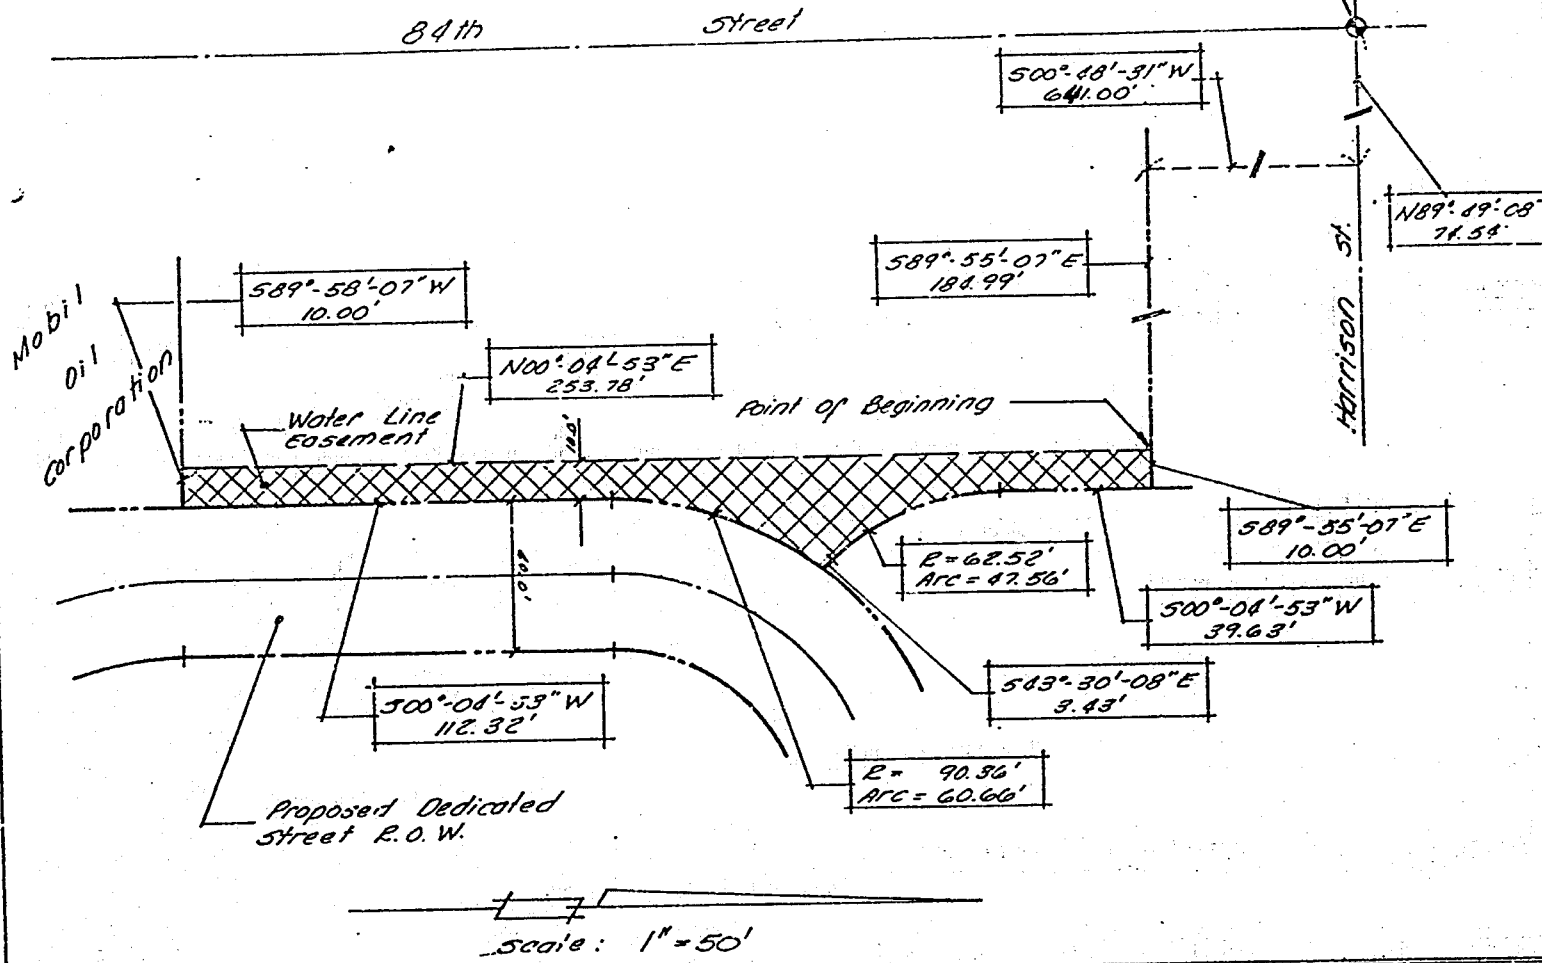 84th Street
S00°-48'-31" W
641.00'
N89°-49'-08"
74.54'
S89°-55'-07" E
184.99'
Harrison St.
S89°-58'-07" W
10.00'
Mobil
Oil
Corporation
N00°-04'-53" E
253.78'
Point of Beginning
Water Line
Easement
10.0'
S89°-55'-07" E
10.00'
R = 62.52'
Arc = 47.56'
S00°-04'-53" W
39.63'
S43°-30'-08" E
3.43'
S00°-04'-53" W
112.32'
R = 90.36'
Arc = 60.66'
Proposed Dedicated
Street R.O.W.
Scale: 1" = 50'